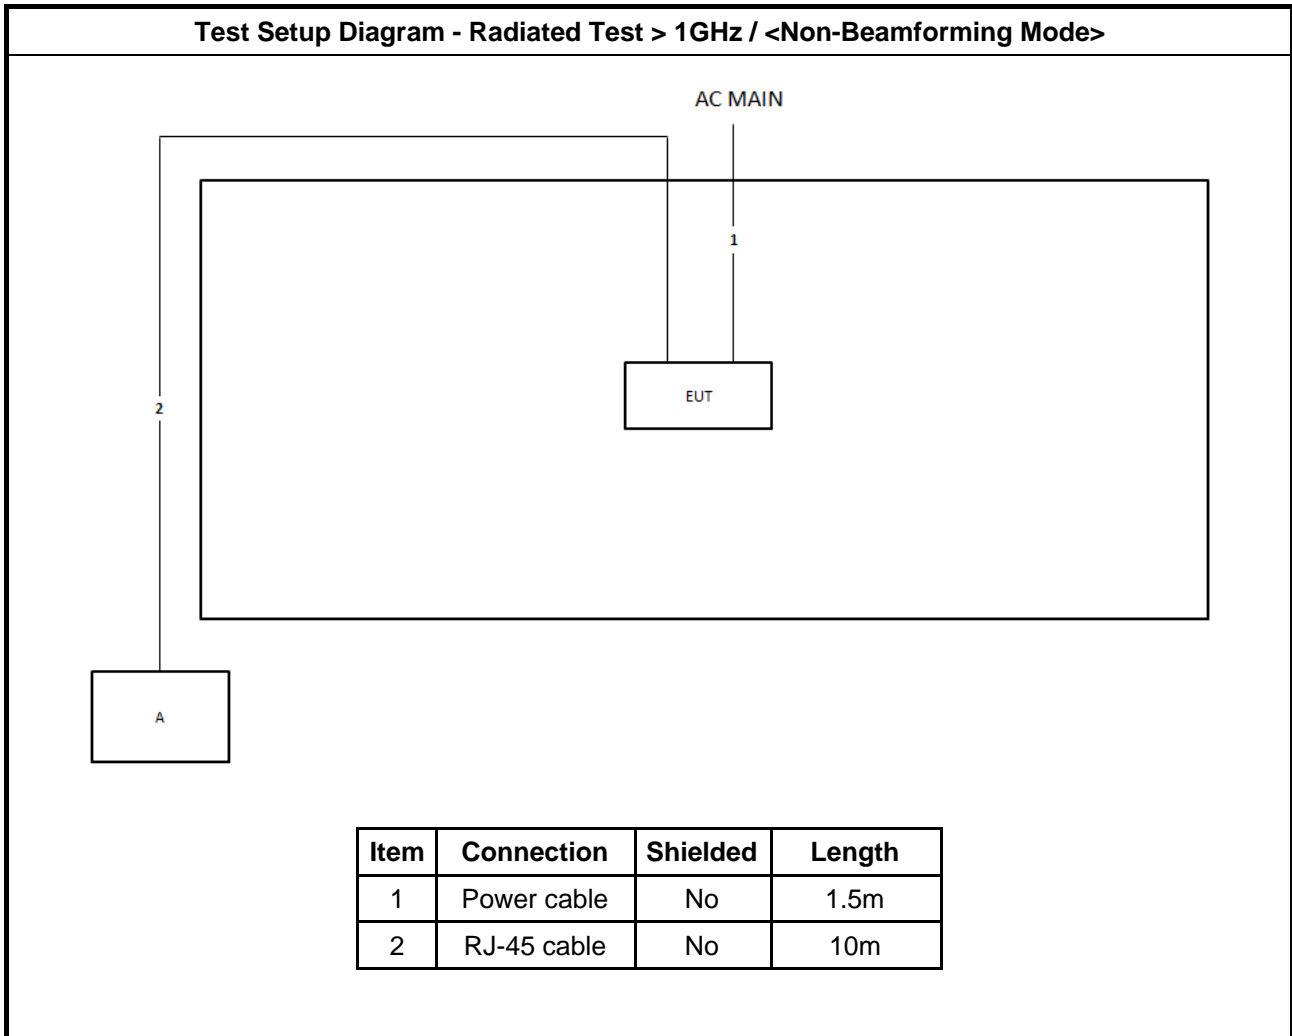 Test Setup Diagram - Radiated Test > 1GHz / <Non-Beamforming Mode>
AC MAIN
1
EUT
2
A
Item Connection Shielded Length
1 Power cable No 1.5m
2 RJ-45 cable No 10m